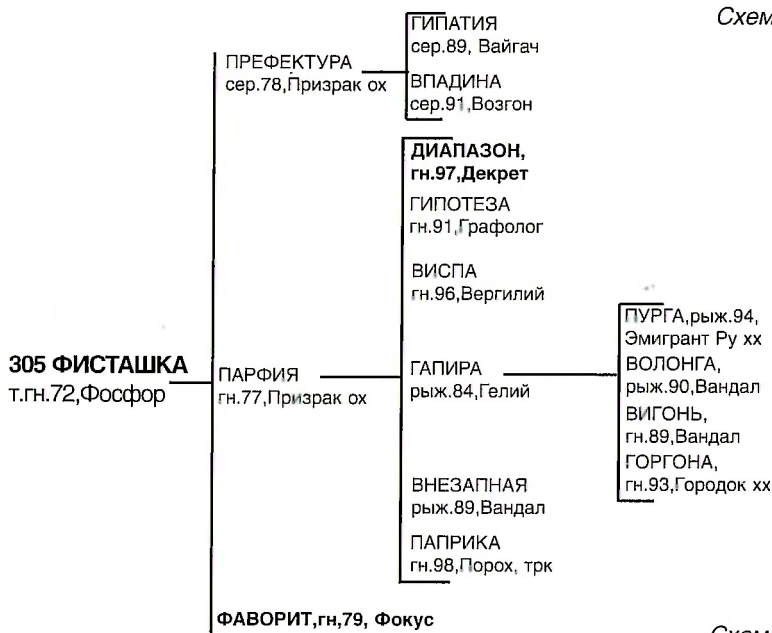 Схем
ГИПАТИЯ
сер.89, Вайгач
ПРЕФЕКТУРА
сер.78,Призрак ох
ВПАДИНА
сер.91,Возгон
ДИАПАЗОН,
гн.97,Декрет
ГИПОТЕЗА
гн.91,Графолог
ВИСПА
гн.96,Вергилий
305 ФИСТАШКА
т.гн.72,Фосфор
ПАРФИЯ
гн.77,Призрак ох
ГАПИРА
рыж.84,Гелий
ПУРГА,рыж.94,
Эмигрант Ру хх
ВОЛОНГА,
рыж.90,Вандал
ВИГОНЬ,
гн.89,Вандал
ГОРГОНА,
гн.93,Городок хх
ВНЕЗАПНАЯ
рыж.89,Вандал
ПАПРИКА
гн.98,Порох, трк
ФАВОРИТ,гн,79, Фокус
Схем